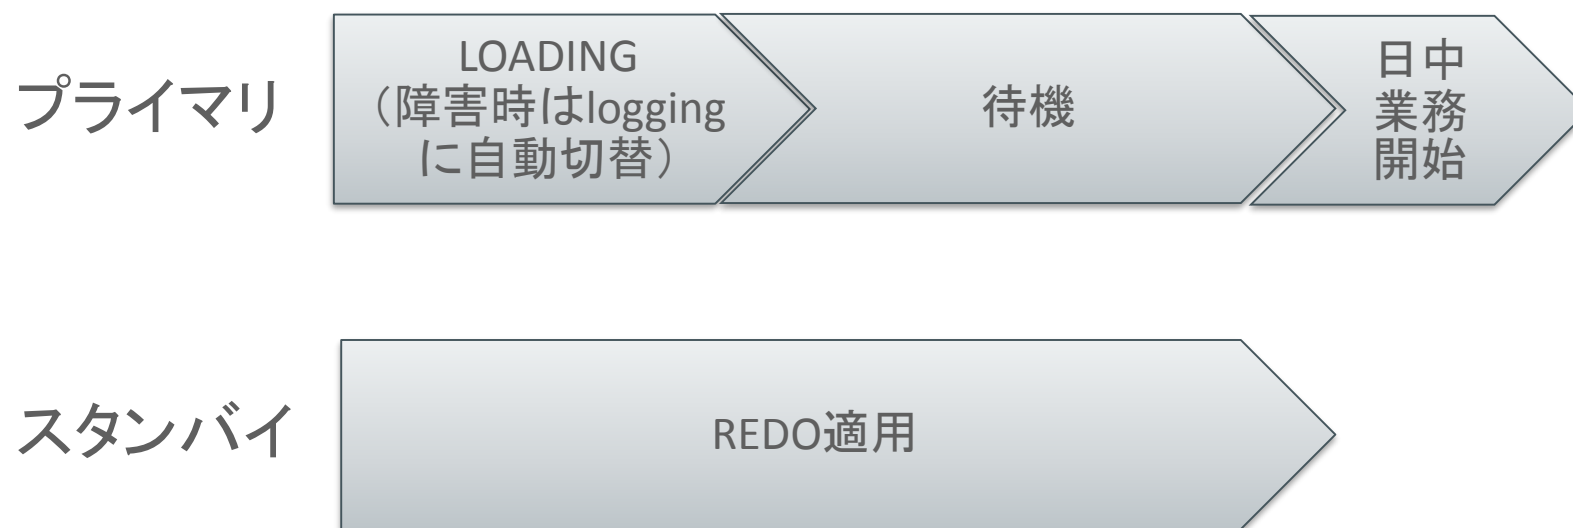 プライマリ
LOADING
（障害時はlogging
に自動切替）
待機
日中
業務
開始
スタンバイ
REDO適用